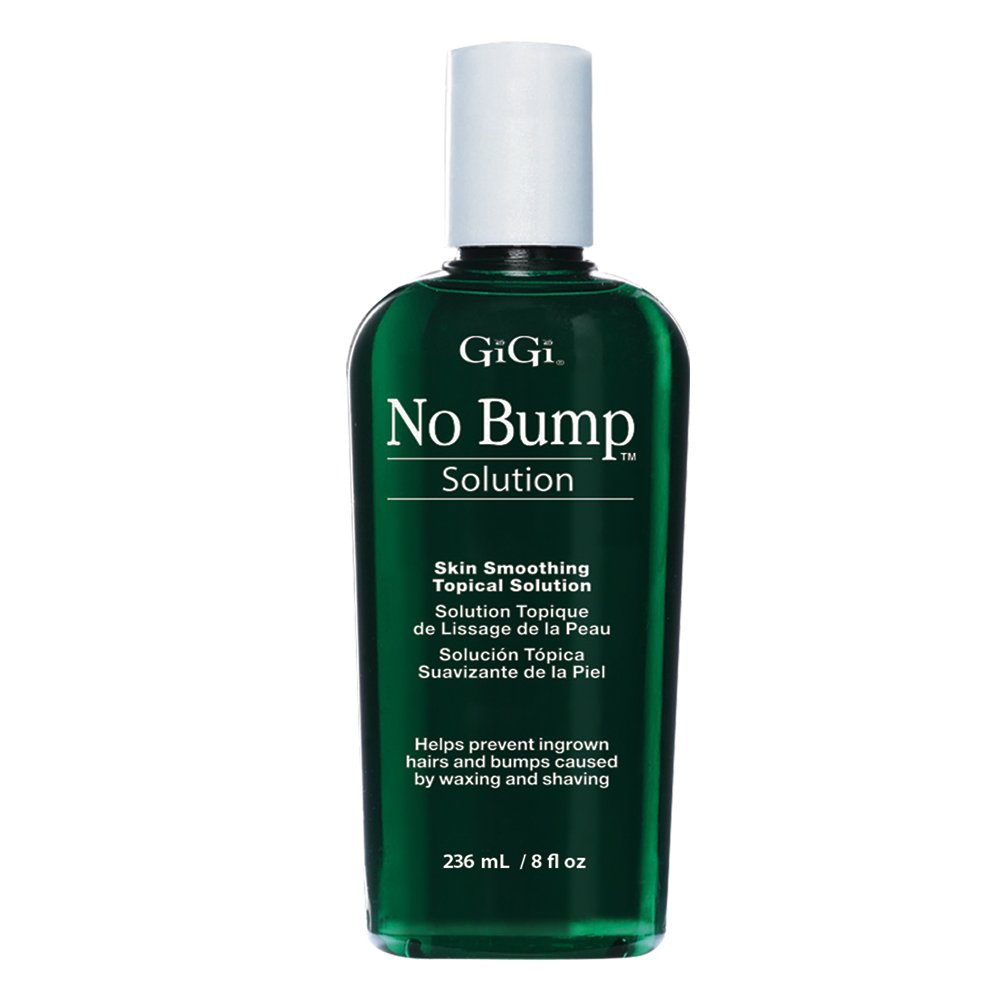 GiGi®
No Bump™
Solution
Skin Smoothing
Topical Solution
Solution Topique
de Lissage de la Peau
Solución Tópica
Suavizante de la Piel
Helps prevent ingrown
hairs and bumps caused
by waxing and shaving
236 mL / 8 fl oz